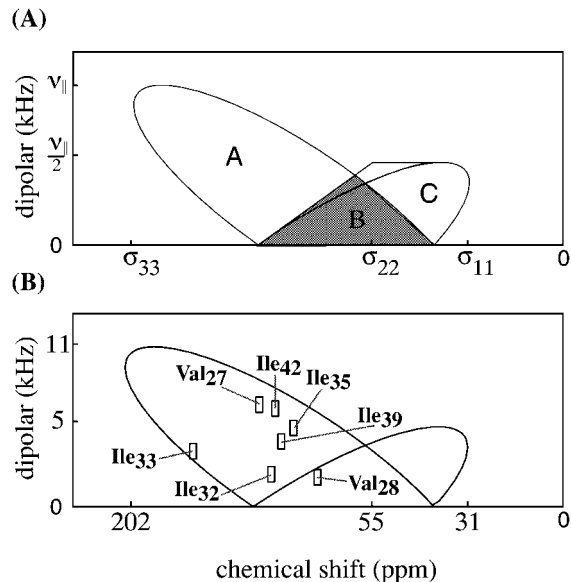 (A)
dipolar (kHz)
ν∥
ν∥/2
0
A
B
C
σ33
σ22
σ11
0
(B)
dipolar (kHz)
11
5
0
Val27
Ile42
Ile35
Ile39
Ile33
Ile32
Val28
202
55
31
0
chemical shift (ppm)